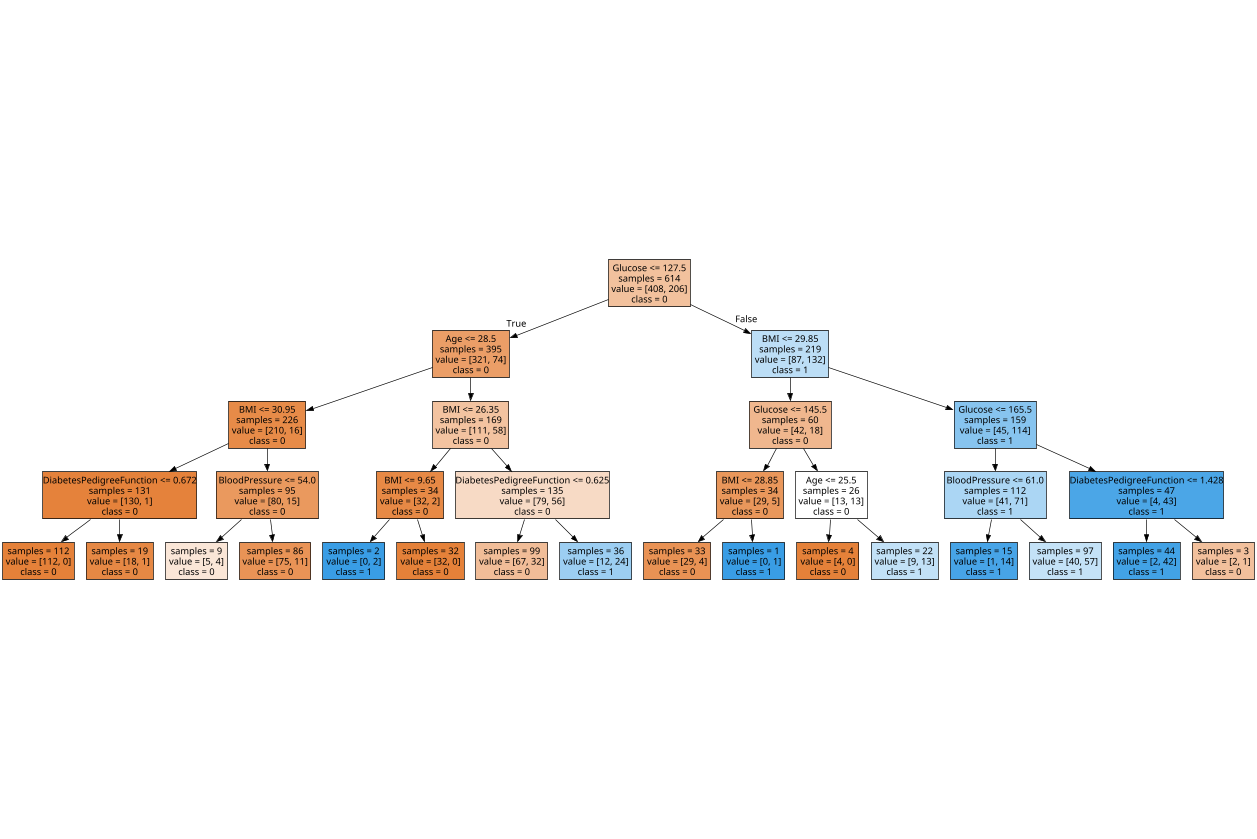 Glucose <= 127.5
samples = 614
value = [408, 206]
class = 0
True
False
Age <= 28.5
samples = 395
value = [321, 74]
class = 0
BMI <= 29.85
samples = 219
value = [87, 132]
class = 1
BMI <= 30.95
samples = 226
value = [210, 16]
class = 0
BMI <= 26.35
samples = 169
value = [111, 58]
class = 0
Glucose <= 145.5
samples = 60
value = [42, 18]
class = 0
Glucose <= 165.5
samples = 159
value = [45, 114]
class = 1
DiabetesPedigreeFunction <= 0.672
samples = 131
value = [130, 1]
class = 0
BloodPressure <= 54.0
samples = 95
value = [80, 15]
class = 0
BMI <= 9.65
samples = 34
value = [32, 2]
class = 0
DiabetesPedigreeFunction <= 0.625
samples = 135
value = [79, 56]
class = 0
BMI <= 28.85
samples = 34
value = [29, 5]
class = 0
Age <= 25.5
samples = 26
value = [13, 13]
class = 0
BloodPressure <= 61.0
samples = 112
value = [41, 71]
class = 1
DiabetesPedigreeFunction <= 1.428
samples = 47
value = [4, 43]
class = 1
samples = 112
value = [112, 0]
class = 0
samples = 19
value = [18, 1]
class = 0
samples = 9
value = [5, 4]
class = 0
samples = 86
value = [75, 11]
class = 0
samples = 2
value = [0, 2]
class = 1
samples = 32
value = [32, 0]
class = 0
samples = 99
value = [67, 32]
class = 0
samples = 36
value = [12, 24]
class = 1
samples = 33
value = [29, 4]
class = 0
samples = 1
value = [0, 1]
class = 1
samples = 4
value = [4, 0]
class = 0
samples = 22
value = [9, 13]
class = 1
samples = 15
value = [1, 14]
class = 1
samples = 97
value = [40, 57]
class = 1
samples = 44
value = [2, 42]
class = 1
samples = 3
value = [2, 1]
class = 0